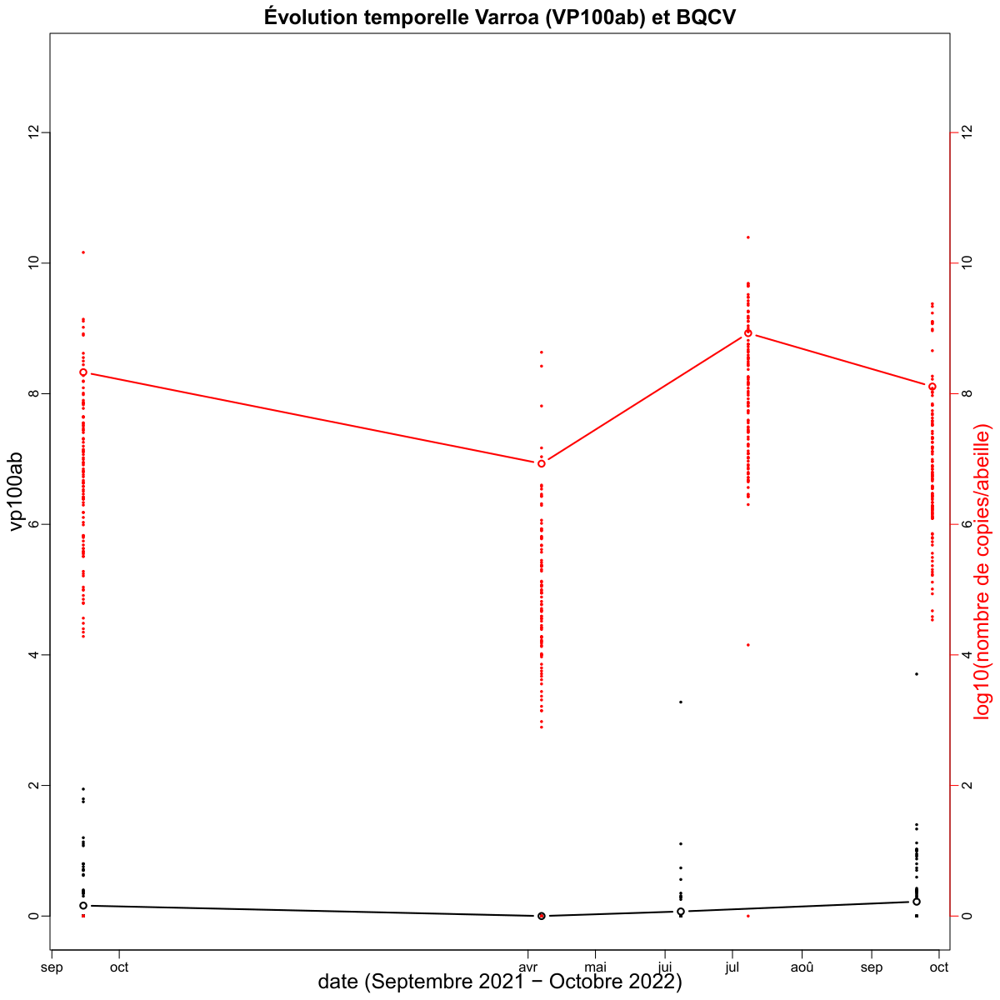 Évolution temporelle Varroa (VP100ab) et BQCV
12
10
8
6
4
2
0
vp100ab
12
10
8
6
4
2
0
log10(nombre de copies/abeille)
sep oct avr mai jui jul aoû sep oct
date (Septembre 2021 − Octobre 2022)